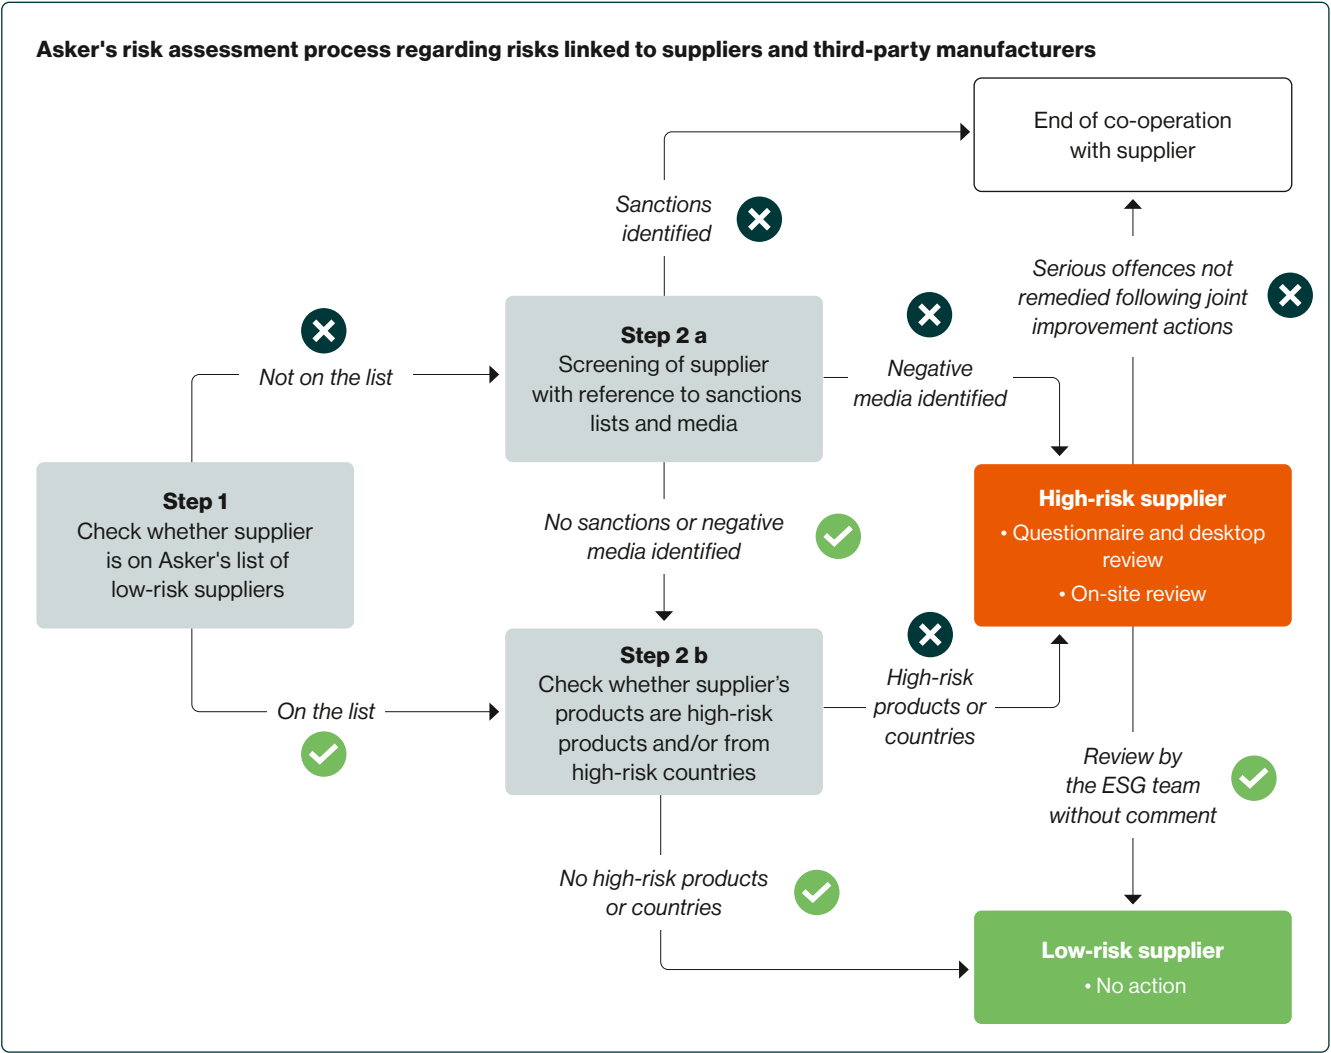 Asker's risk assessment process regarding risks linked to suppliers and third-party manufacturers
End of co-operation
with supplier
Sanctions
identified
Serious offences not
remedied following joint
improvement actions
Not on the list
Step 2 a
Screening of supplier
with reference to sanctions
lists and media
Negative
media identified
Step 1
Check whether supplier
is on Asker's list of
low-risk suppliers
No sanctions or negative
media identified
High-risk supplier
• Questionnaire and desktop
review
• On-site review
On the list
Step 2 b
Check whether supplier’s
products are high-risk
products and/or from
high-risk countries
High-risk
products or
countries
Review by
the ESG team
without comment
No high-risk products
or countries
Low-risk supplier
• No action